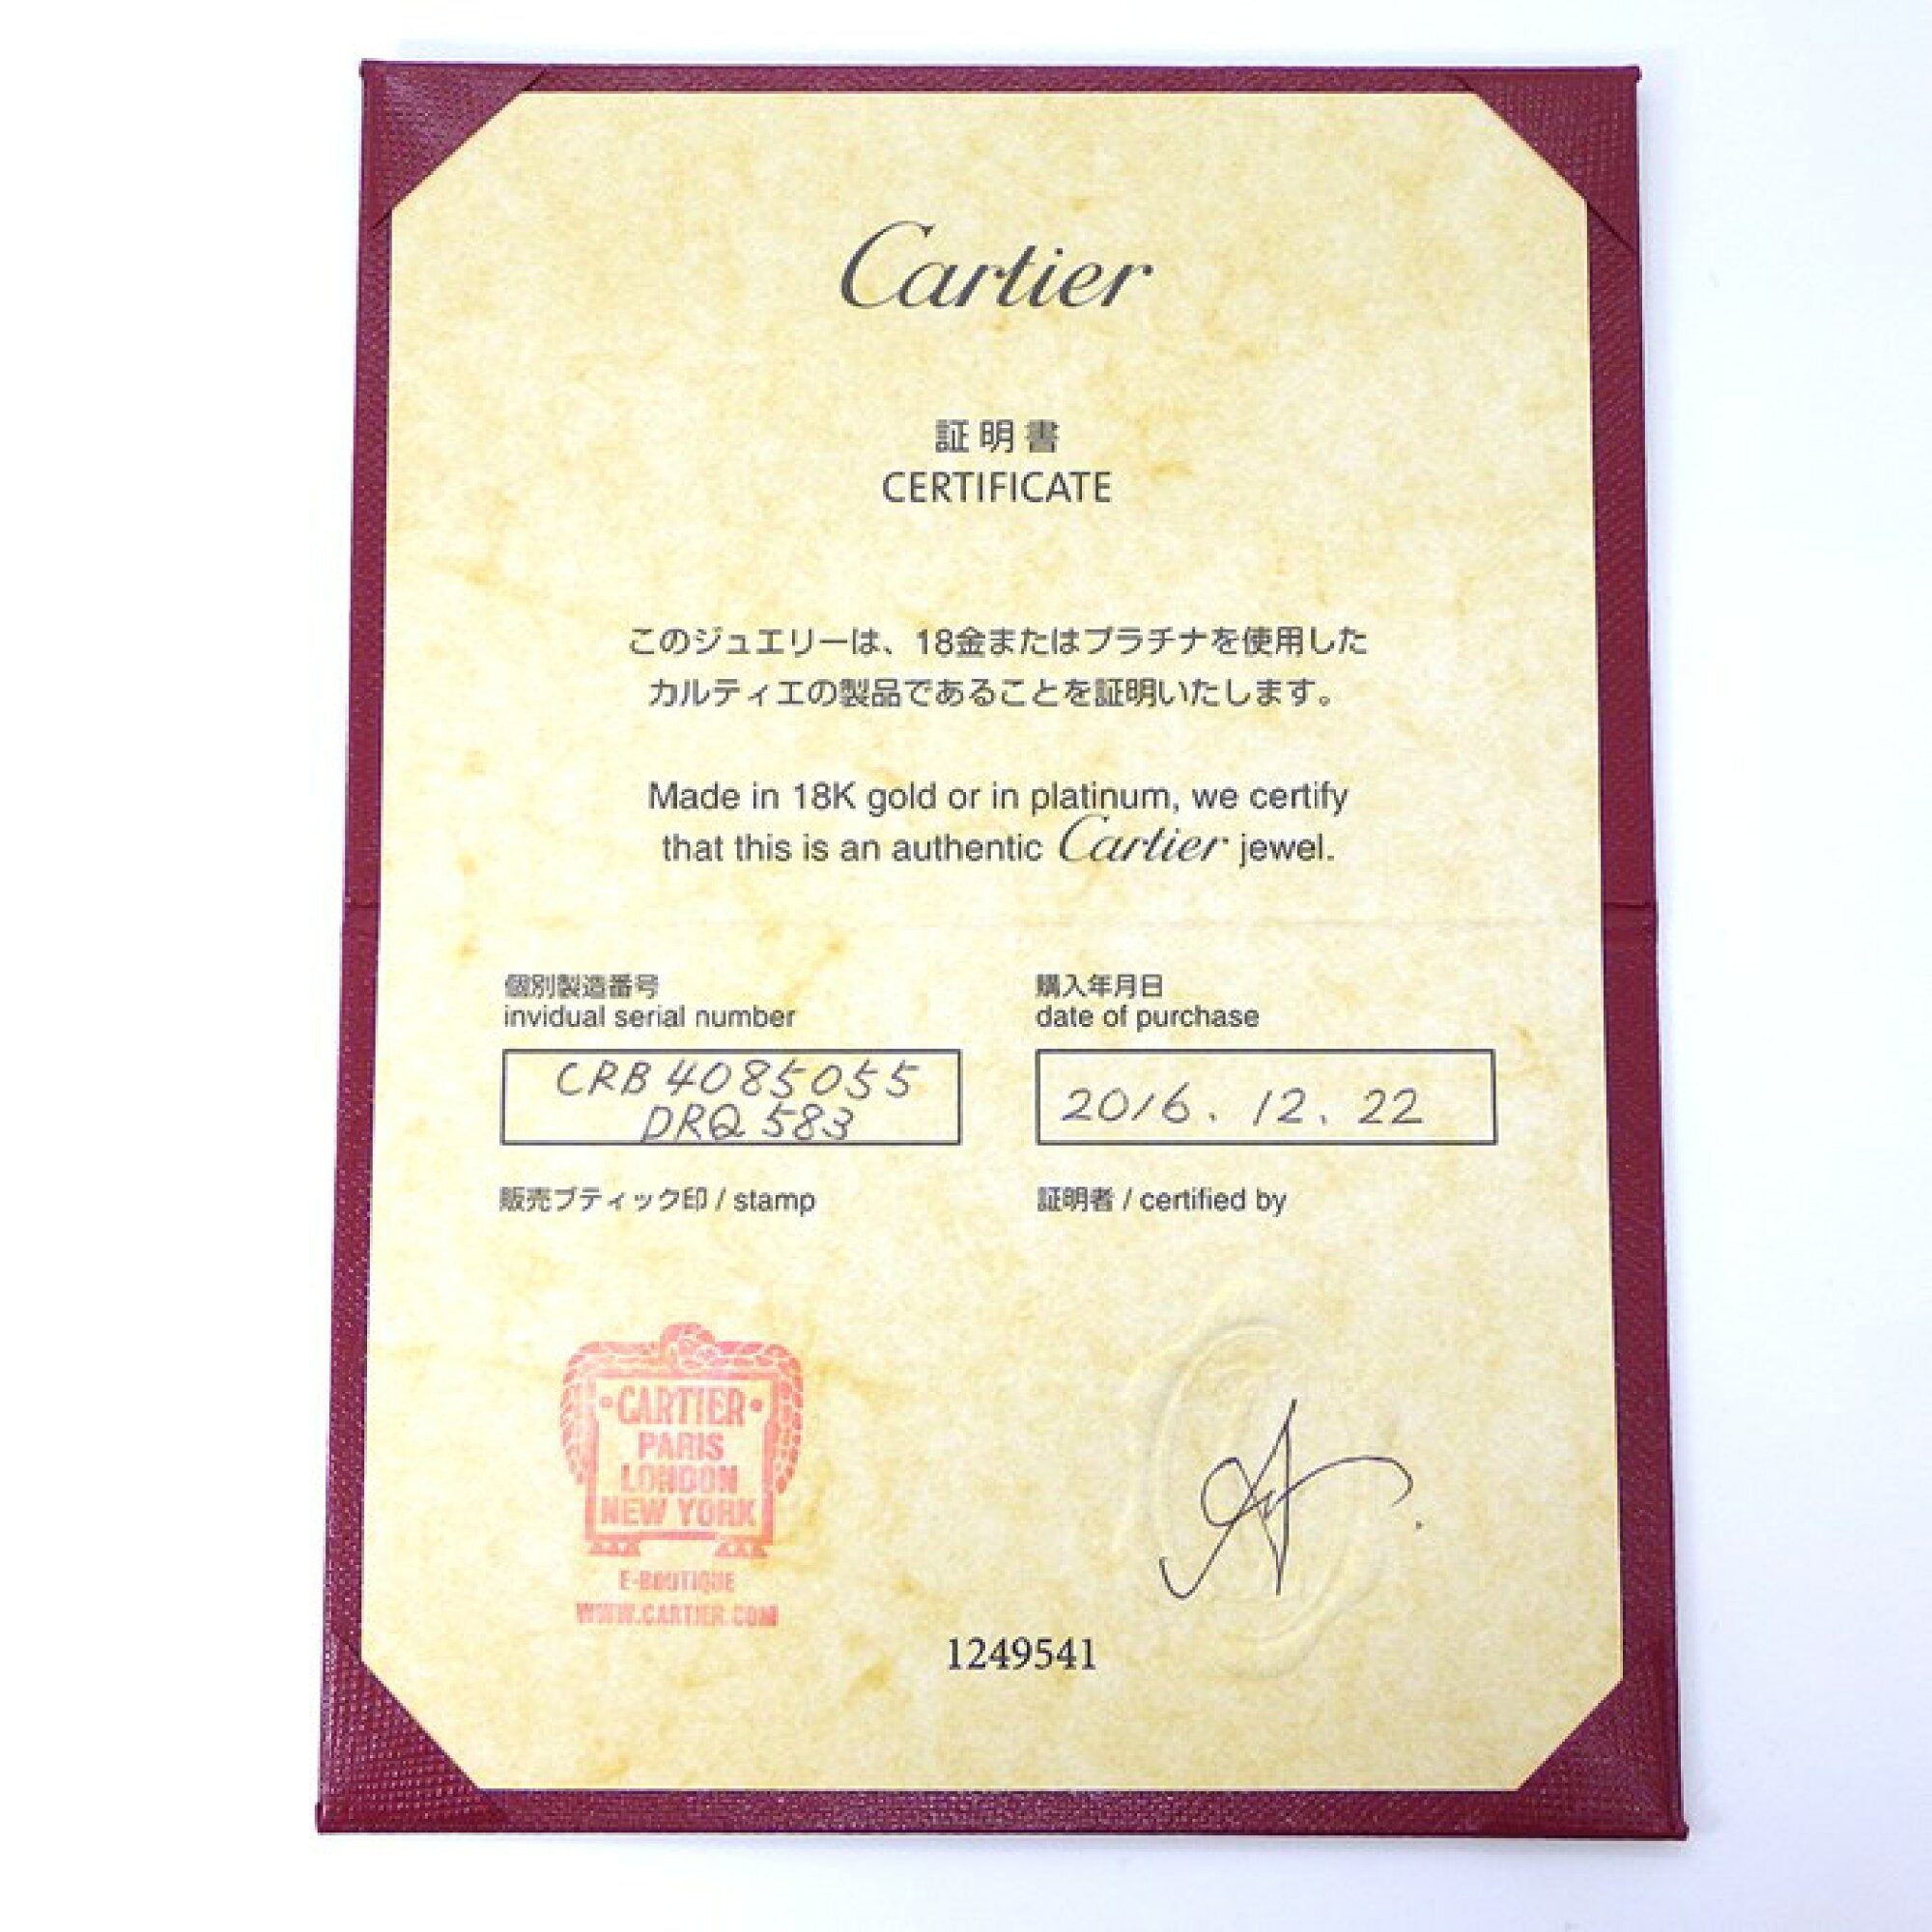 Cartier
証明書
CERTIFICATE
このジュエリーは、18金またはプラチナを使用した
カルティエの製品であることを証明いたします。
Made in 18K gold or in platinum, we certify
that this is an authentic Cartier jewel.
個別製造番号
invidual serial number
CRB4085055
DRQ583
購入年月日
date of purchase
2016.12.22
販売ブティック印 / stamp
証明者 / certified by
・CARTIER・
PARIS
LONDON
NEW YORK
E-BOUTIQUE
WWW.CARTIER.COM
1249541